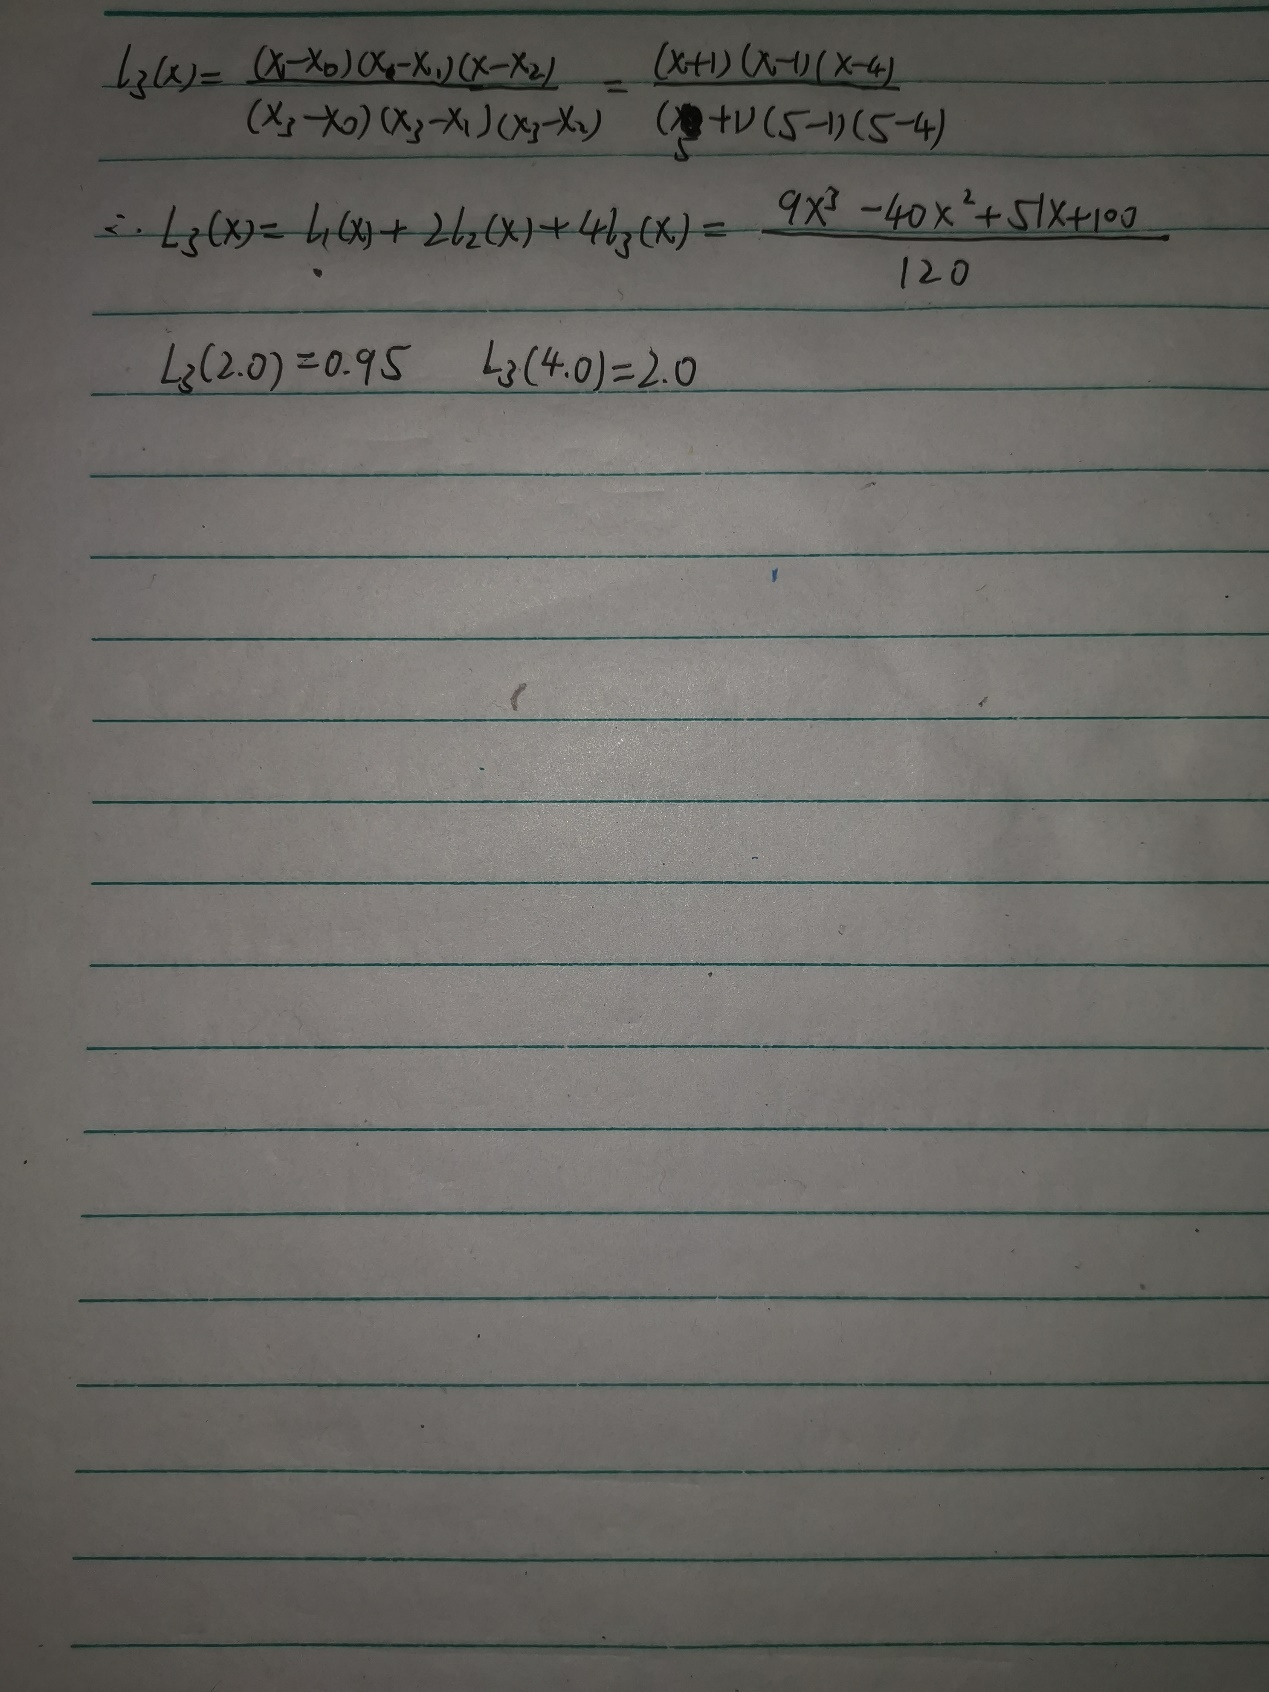 l₃(x)= (x-x₀)(x-x₁)(x-x₂) / (x₃-x₀)(x₃-x₁)(x₃-x₂) = (x+1)(x-1)(x-4) / (5+1)(5-1)(5-4)
∴ L₃(x)= l₁(x)+2l₂(x)+4l₃(x)= 9x³-40x²+51x+100 / 120
L₃(2.0)=0.95 L₃(4.0)=2.0